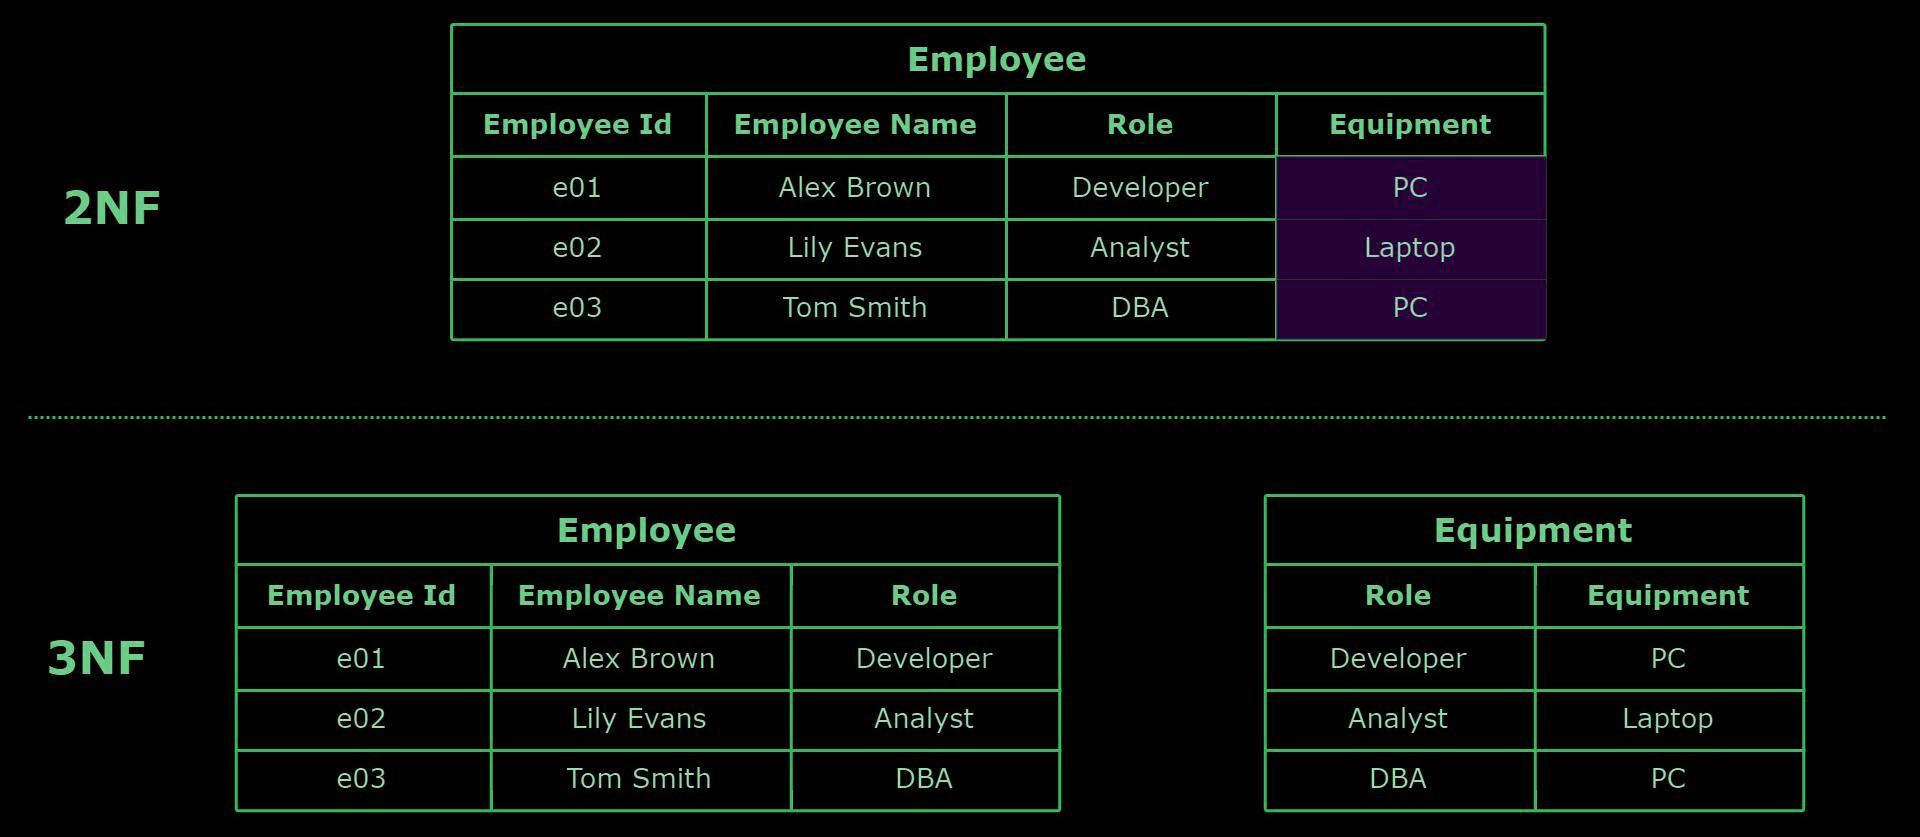 Employee
Employee Id Employee Name Role Equipment
e01 Alex Brown Developer PC
2NF
e02 Lily Evans Analyst Laptop
e03 Tom Smith DBA PC
Employee
Employee Id Employee Name Role
e01 Alex Brown Developer
3NF
e02 Lily Evans Analyst
e03 Tom Smith DBA
Equipment
Role Equipment
Developer PC
Analyst Laptop
DBA PC